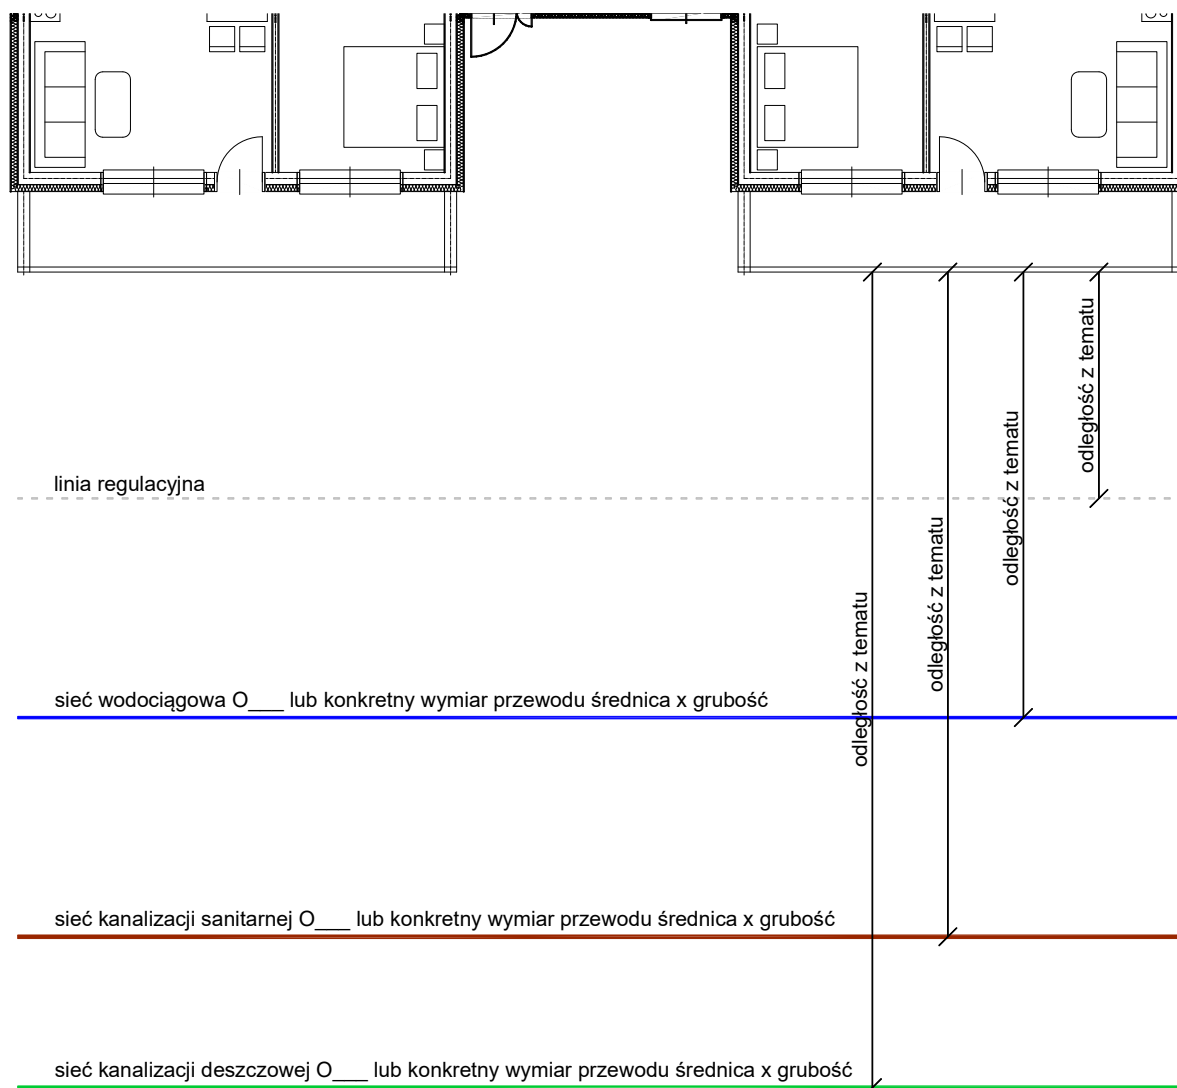 odległość z tematu
linia regulacyjna
odległość z tematu
odległość z tematu
odległość z tematu
sieć wodociągowa O___ lub konkretny wymiar przewodu średnica x grubość
sieć kanalizacji sanitarnej O___ lub konkretny wymiar przewodu średnica x grubość
sieć kanalizacji deszczowej O___ lub konkretny wymiar przewodu średnica x grubość